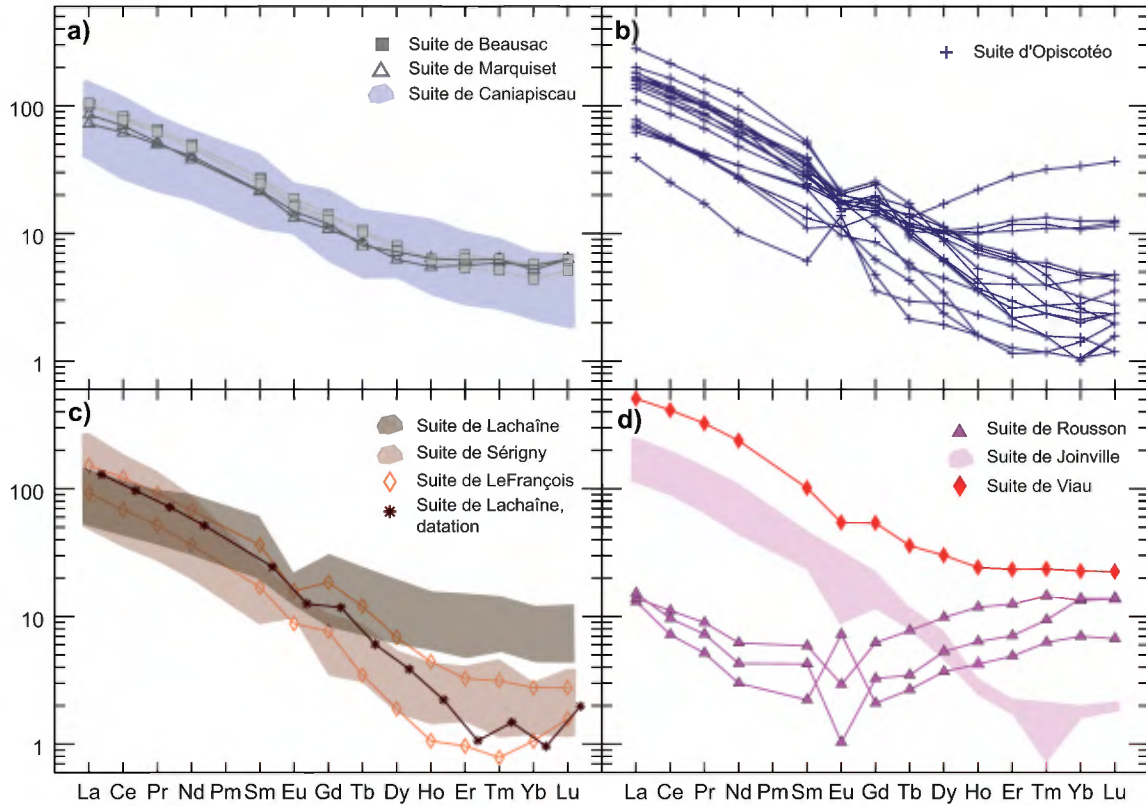 a)
Suite de Beausac
Suite de Marquiset
Suite de Caniapiscau
100
10
1
b)
Suite d'Opiscotéo
c)
Suite de Lachaîne
Suite de Sérigny
Suite de LeFrançois
Suite de Lachaîne,
datation
100
10
1
d)
Suite de Rousson
Suite de Joinville
Suite de Viau
La Ce Pr Nd Pm Sm Eu Gd Tb Dy Ho Er Tm Yb Lu
La Ce Pr Nd Pm Sm Eu Gd Tb Dy Ho Er Tm Yb Lu